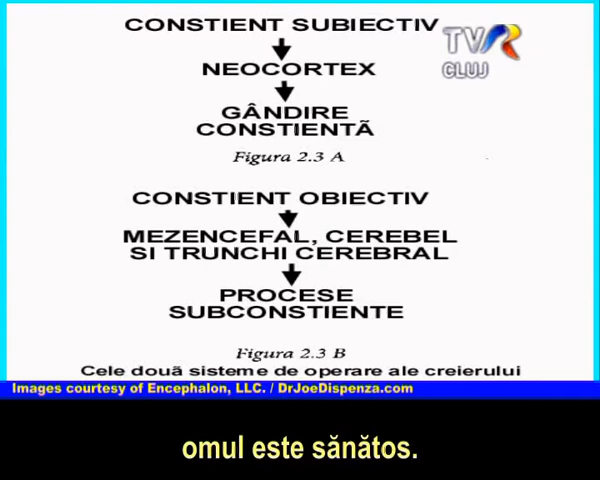 CONSTIENT SUBIECTIV
TVR
CLUJ
NEOCORTEX
GÂNDIRE
CONSTIENTÃ
Figura 2.3 A
CONSTIENT OBIECTIV
MEZENCEFAL, CEREBEL
SI TRUNCHI CEREBRAL
PROCESE
SUBCONSTIENTE
Figura 2.3 B
Cele douã sisteme de operare ale creierului
Images courtesy of Encephalon, LLC. / DrJoeDispenza.com
omul este sănătos.